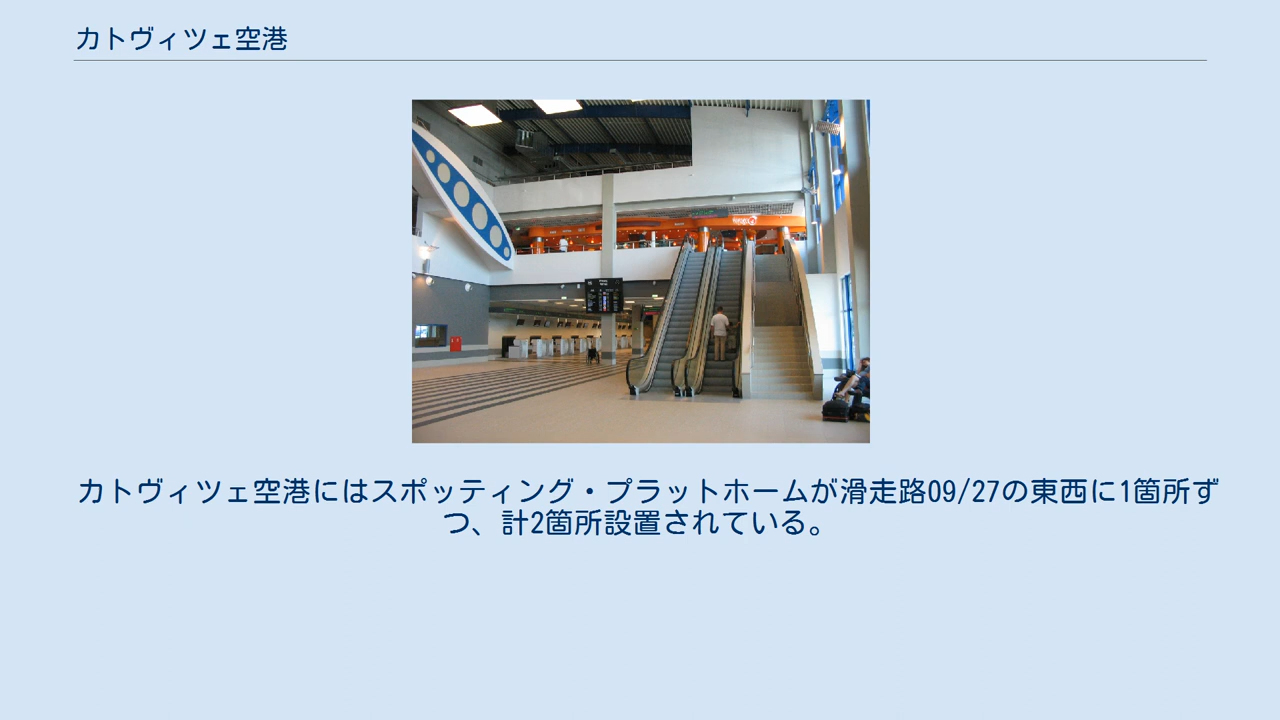 カトヴィツェ空港
カトヴィツェ空港にはスポッティング・プラットホームが滑走路09/27の東西に1箇所ず
つ、計2箇所設置されている。